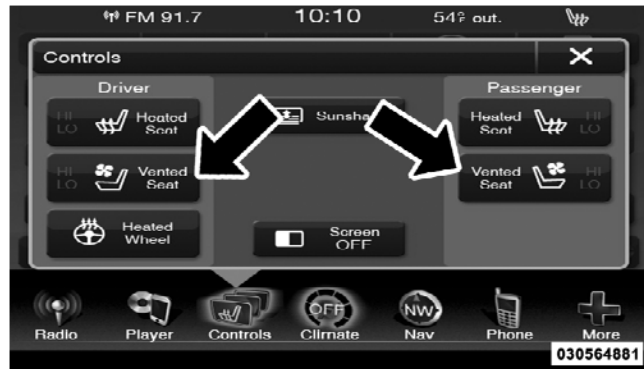 FM 91.7 10:10 54° out.
Controls
Driver Passenger
HI LO Heated Seat
Sunsha
Heated Seat HI LO
HI LO Vented Seat
Vented Seat HI LO
Heated Wheel
Screen OFF
OFF NW
Radio Player Controls Climate Nav Phone More
030564881